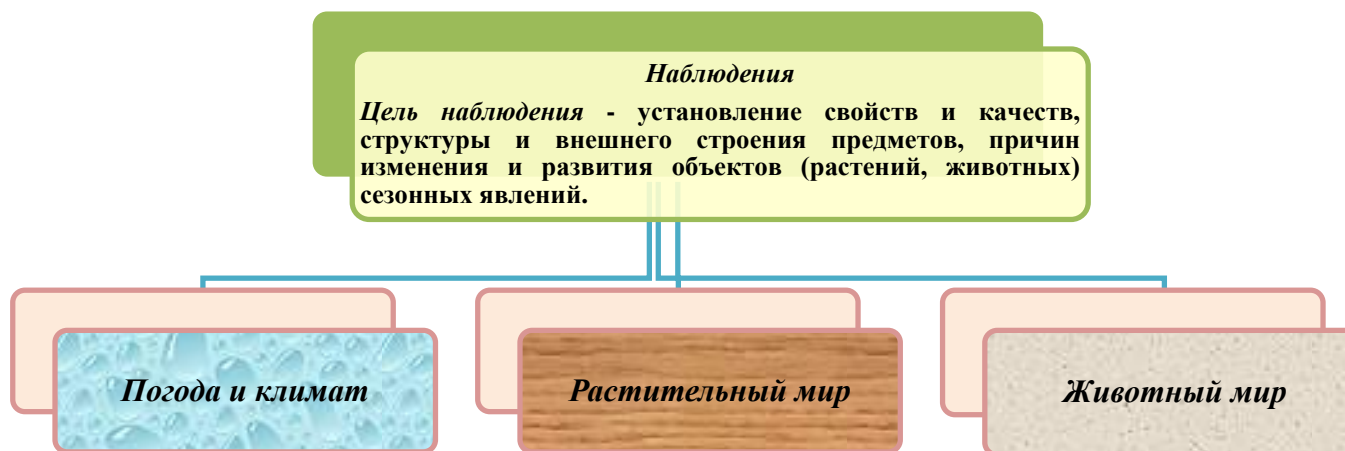 Наблюдения
Цель наблюдения - установление свойств и качеств,
структуры и внешнего строения предметов, причин
изменения и развития объектов (растений, животных)
сезонных явлений.
Погода и климат
Растительный мир
Животный мир